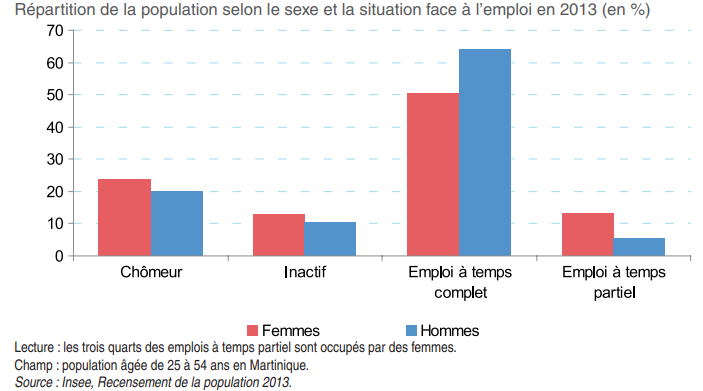 Répartition de la population selon le sexe et la situation face à l'emploi en 2013 (en %)
70
60
50
40
30
20
10
0
Chômeur
Inactif
Emploi à temps
complet
Emploi à temps
partiel
Femmes
Hommes
Lecture : les trois quarts des emplois à temps partiel sont occupés par des femmes.
Champ : population âgée de 25 à 54 ans en Martinique.
Source : Insee, Recensement de la population 2013.